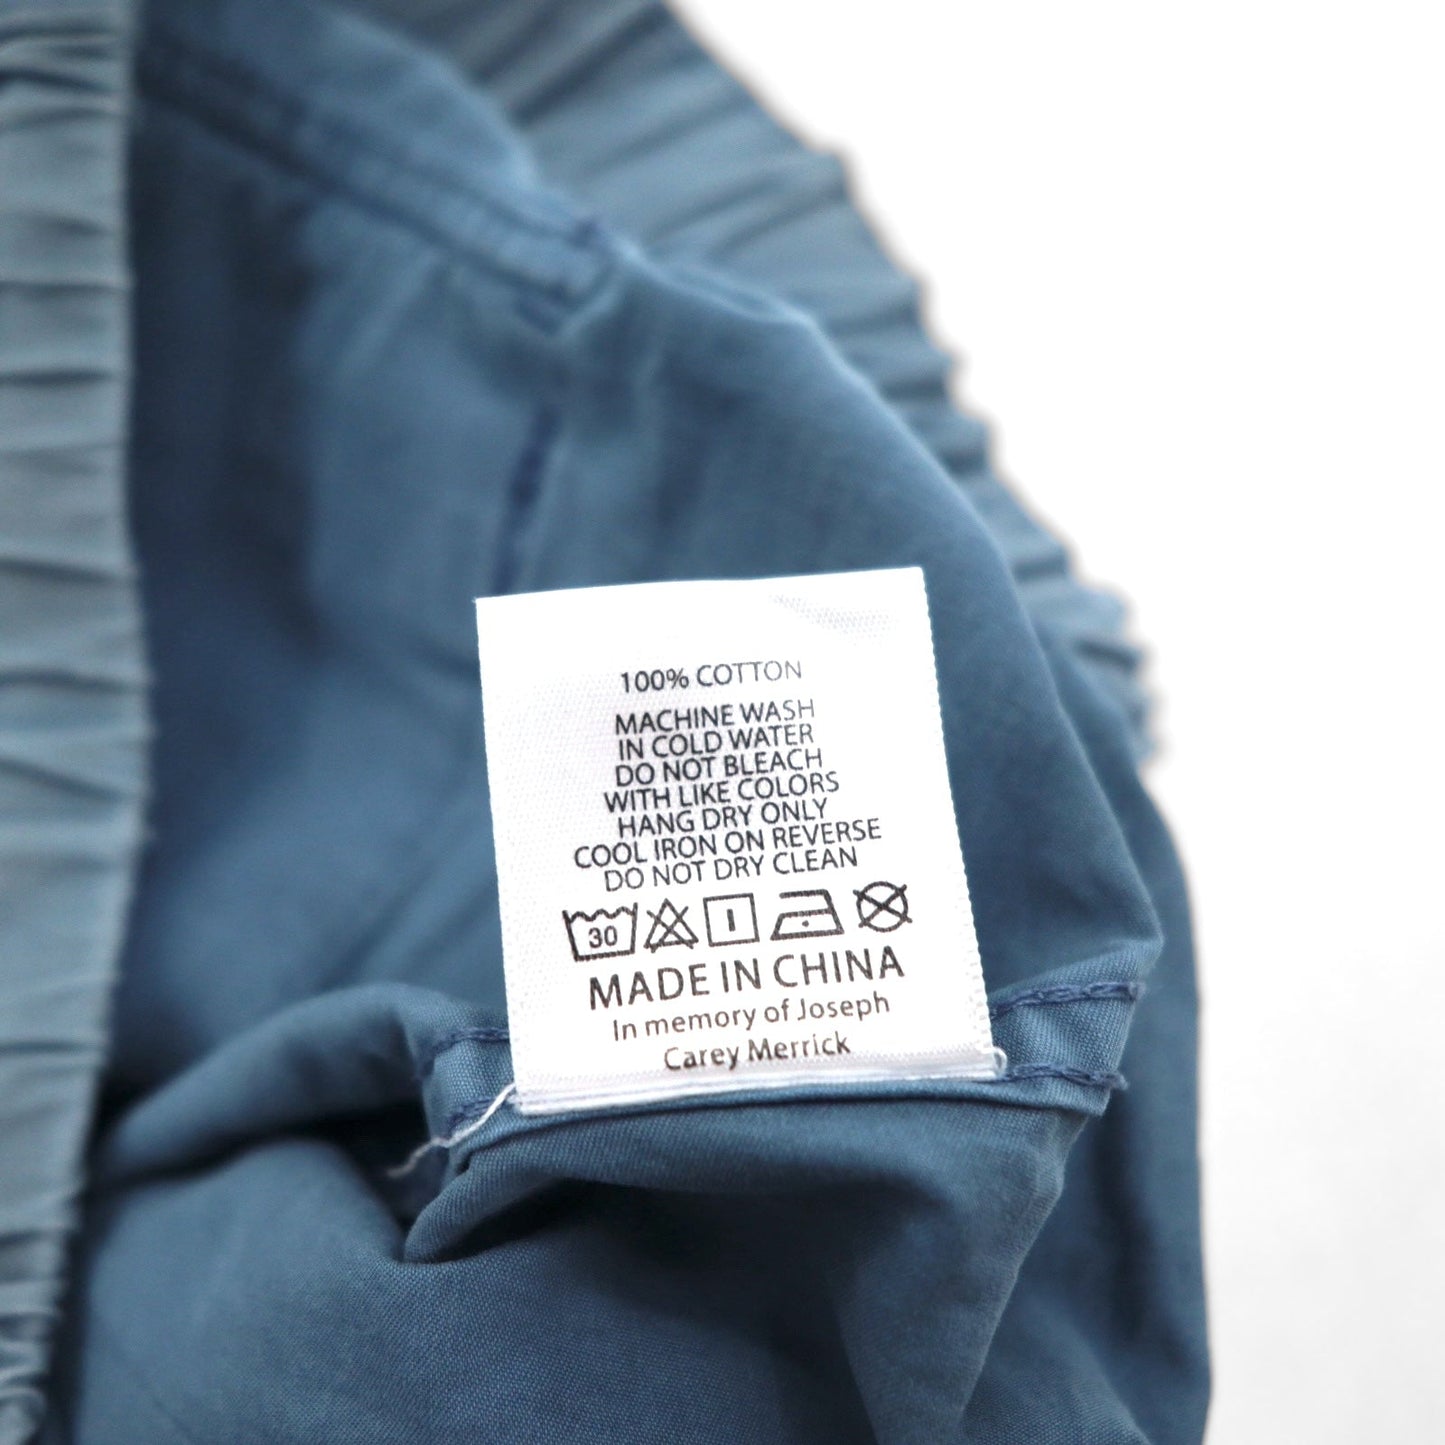 100% COTTON
MACHINE WASH
IN COLD WATER
DO NOT BLEACH
WITH LIKE COLORS
HANG DRY ONLY
COOL IRON ON REVERSE
DO NOT DRY CLEAN
30
MADE IN CHINA
In memory of Joseph
Carey Merrick